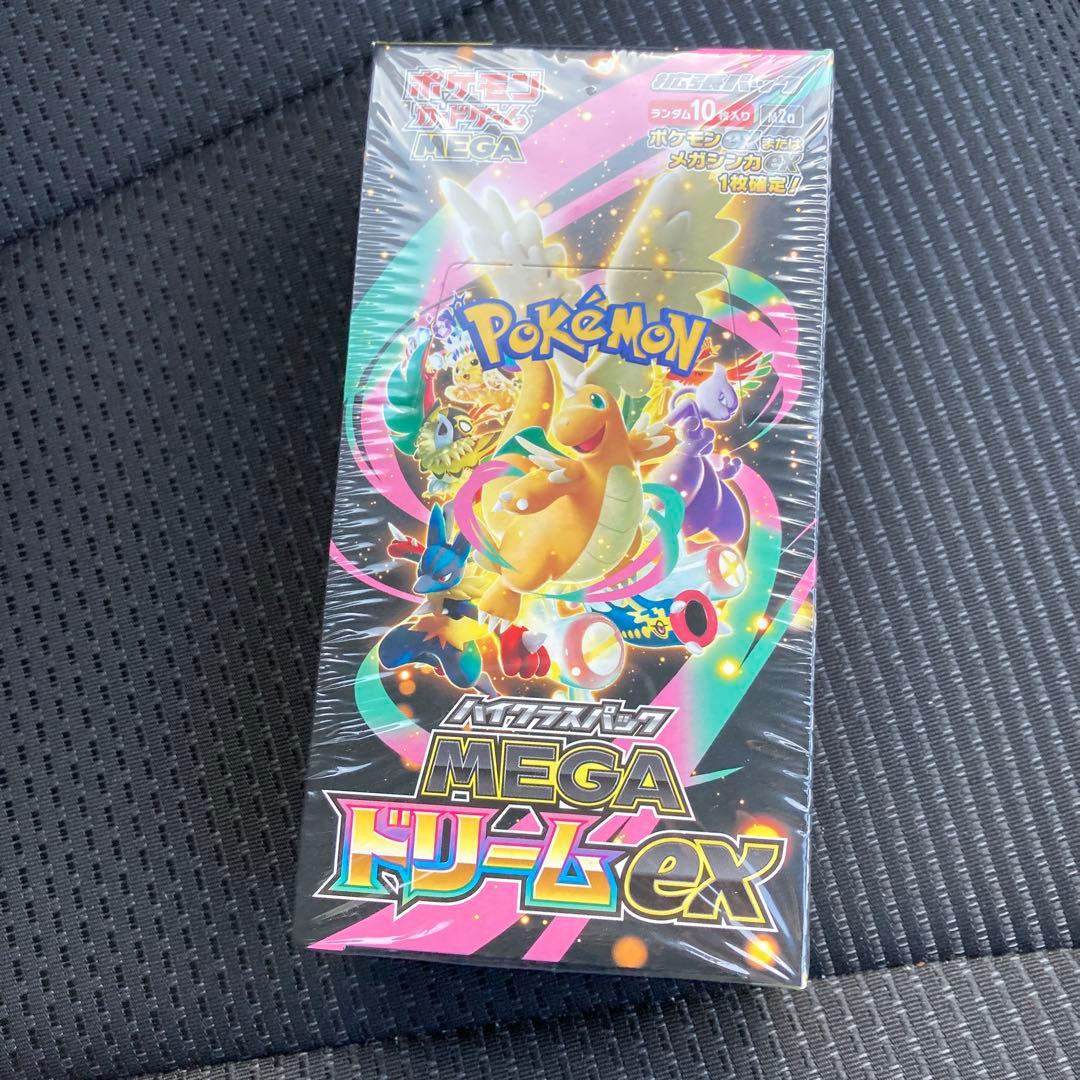 ポケモン
カードゲーム
MEGA
拡張パック
ランダム10枚入り
M2a
ポケモンexまたは
メガシンカex
1枚確定!
POKéMON
ハイクラスパック
MEGA
ドリームex